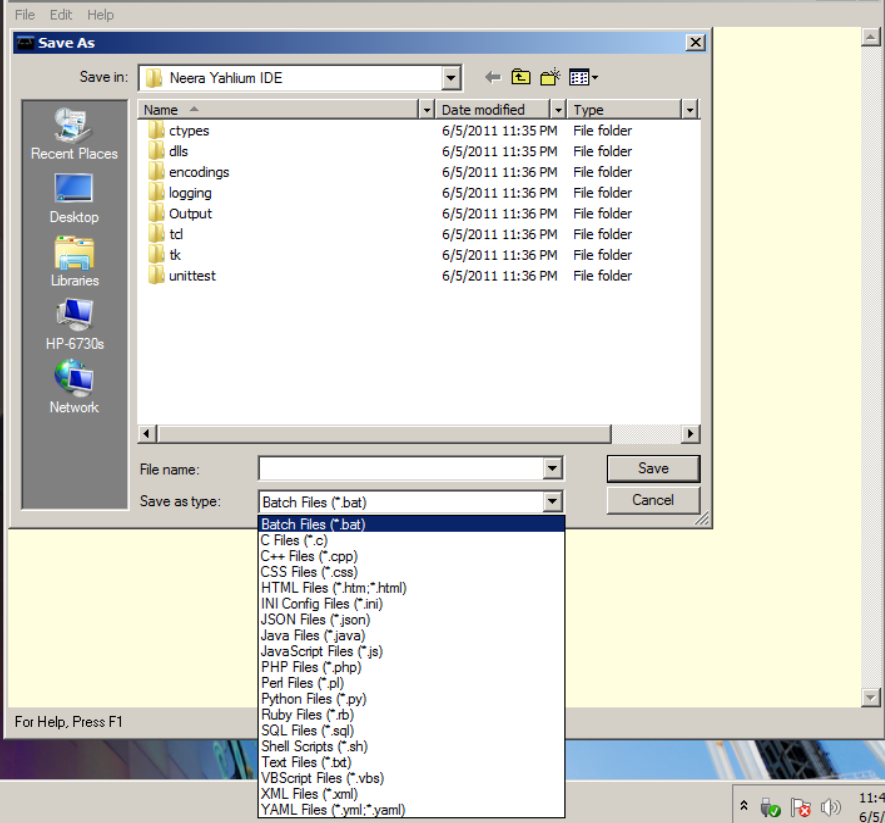 File Edit Help
Save As
Save in: Neera Yahlium IDE
Name Date modified Type
ctypes 6/5/2011 11:35 PM File folder
dlls 6/5/2011 11:35 PM File folder
encodings 6/5/2011 11:36 PM File folder
logging 6/5/2011 11:36 PM File folder
Output 6/5/2011 11:36 PM File folder
tcl 6/5/2011 11:36 PM File folder
tk 6/5/2011 11:36 PM File folder
unittest 6/5/2011 11:36 PM File folder
Recent Places
Desktop
Libraries
HP-6730s
Network
File name: Save
Save as type: Batch Files (*.bat) Cancel
Batch Files (*.bat)
C Files (*.c)
C++ Files (*.cpp)
CSS Files (*.css)
HTML Files (*.htm;*.html)
INI Config Files (*.ini)
JSON Files (*.json)
Java Files (*.java)
JavaScript Files (*.js)
PHP Files (*.php)
Perl Files (*.pl)
Python Files (*.py)
Ruby Files (*.rb)
SQL Files (*.sql)
Shell Scripts (*.sh)
Text Files (*.txt)
VBScript Files (*.vbs)
XML Files (*.xml)
YAML Files (*.yml;*.yaml)
For Help, Press F1
11:4
6/5/